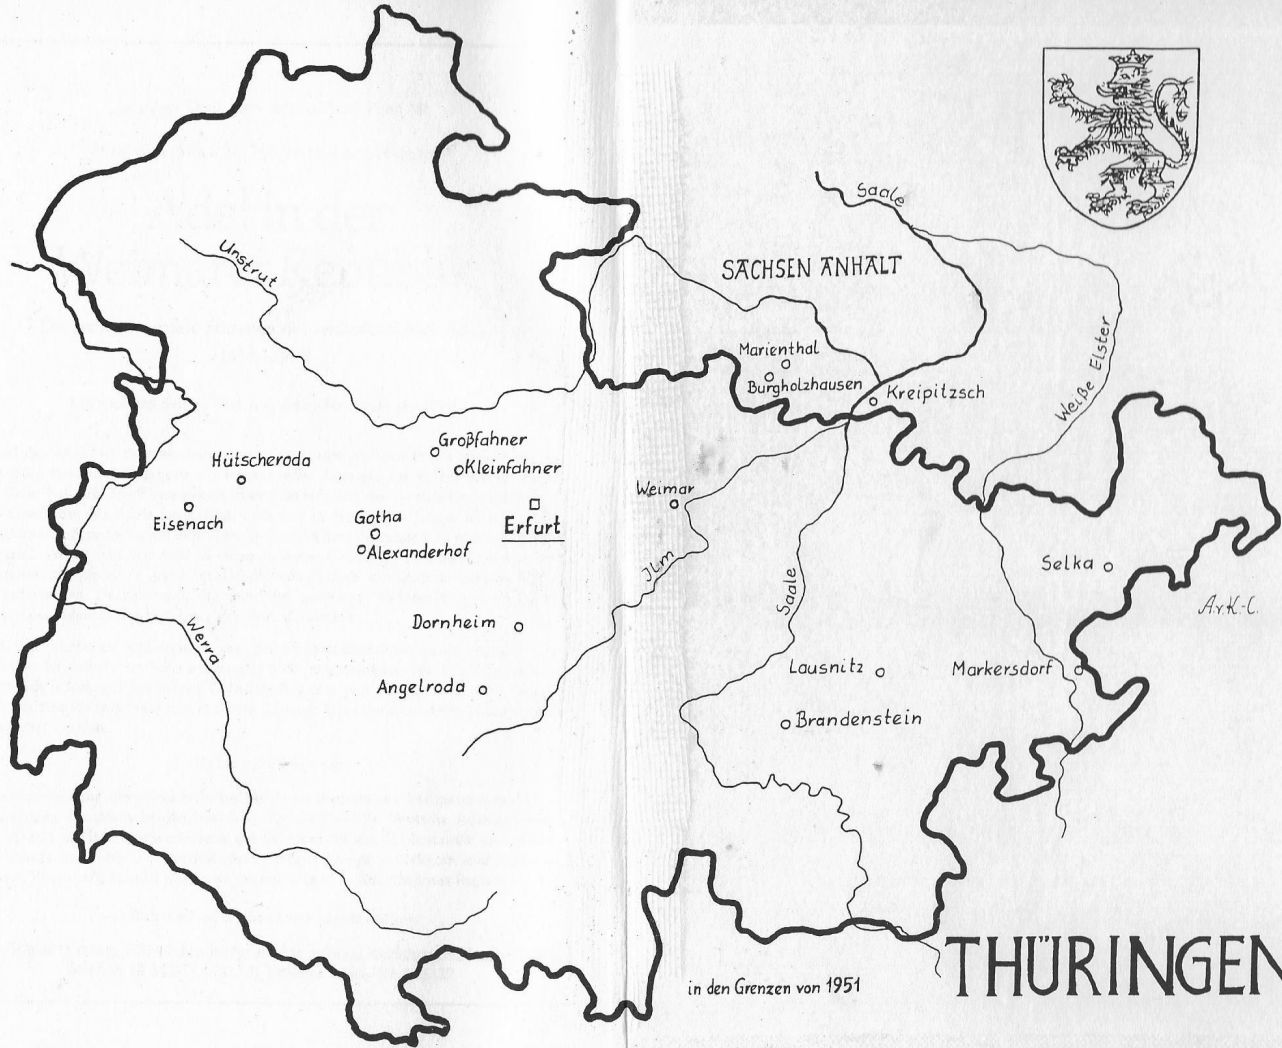 Saale
Unstrut
SACHSEN ANHALT
Weiße Elster
Marienthal
Burgholzhausen
Kreipitzsch
Großfahner
Kleinfahner
Hütscheroda
Eisenach
Gotha
Alexanderhof
Erfurt
Weimar
Ilm
Saale
Selka
Werra
Dornheim
Angelroda
Lausnitz
Markersdorf
Brandenstein
in den Grenzen von 1951
THÜRINGEN